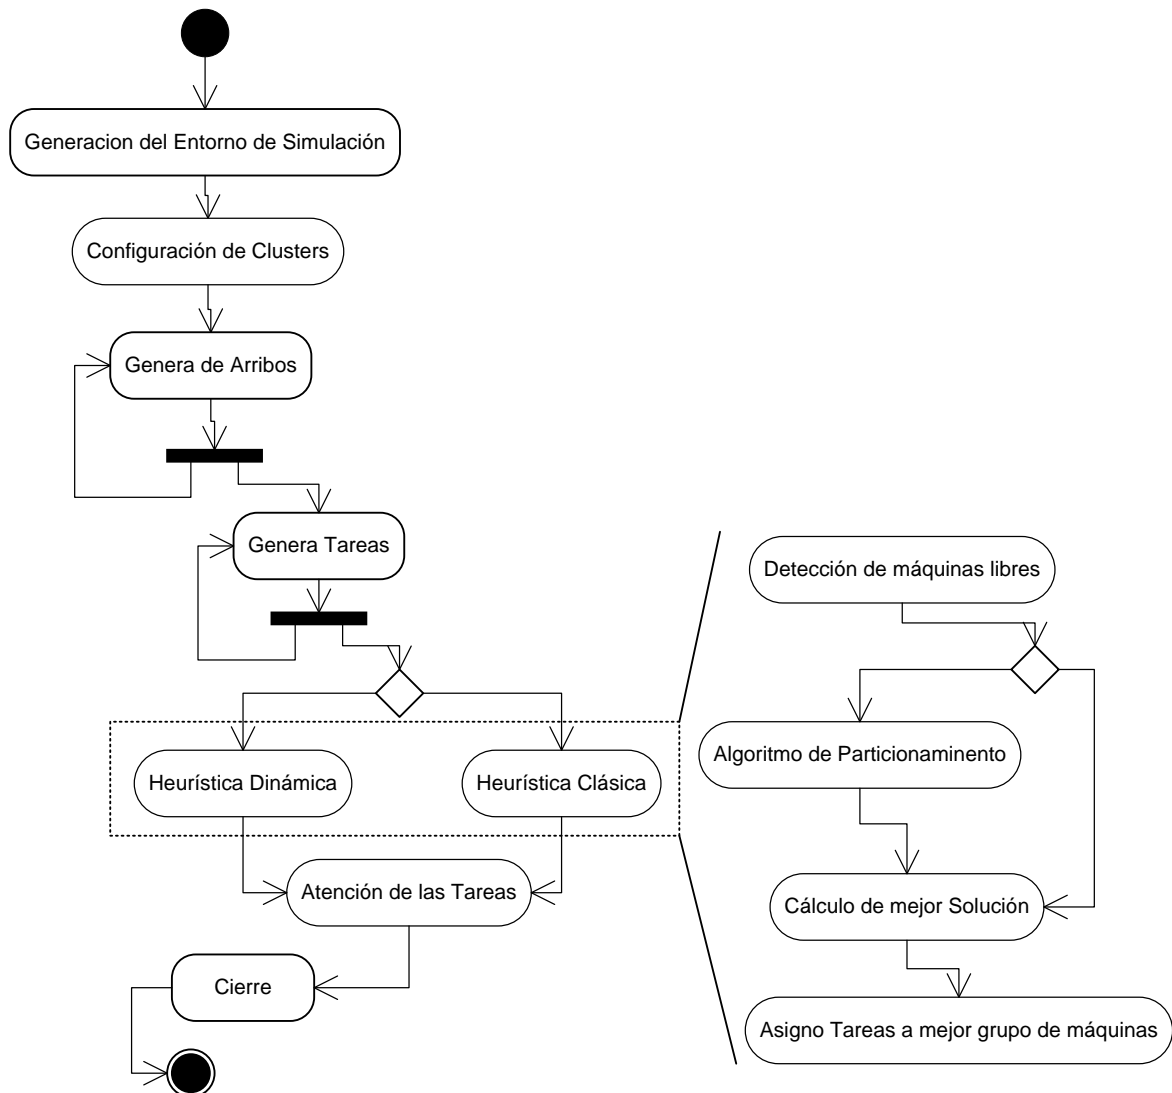 Generacion del Entorno de Simulación
Configuración de Clusters
Genera de Arribos
Genera Tareas
Heurística Dinámica
Heurística Clásica
Atención de las Tareas
Cierre
Detección de máquinas libres
Algoritmo de Particionaminento
Cálculo de mejor Solución
Asigno Tareas a mejor grupo de máquinas